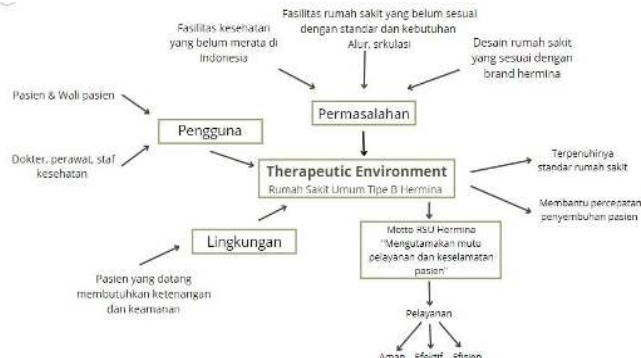 Fasilitas kesehatan
yang belum merata di
Indonesia
Fasilitas rumah sakit yang belum sesuai
dengan standar dan kebutuhan
Alur, srkulasi
Desain rumah sakit
yang sesuai dengan
brand hermina
Pasien & Wali pasien
Dokter, perawat, staf
kesehatan
Pengguna
Permasalahan
Therapeutic Environment
Rumah Sakit Umum Tipe B Hermina
Terpenuhinya
standar rumah sakit
Membantu percepatan
penyembuhan pasien
Lingkungan
Pasien yang datang
membutuhkan ketenangan
dan keamanan
Motto RSU Hermina
"Mengutamakan mutu
pelayanan dan keselamatan
pasien"
Pelayanan
Aman Efektif Efisien